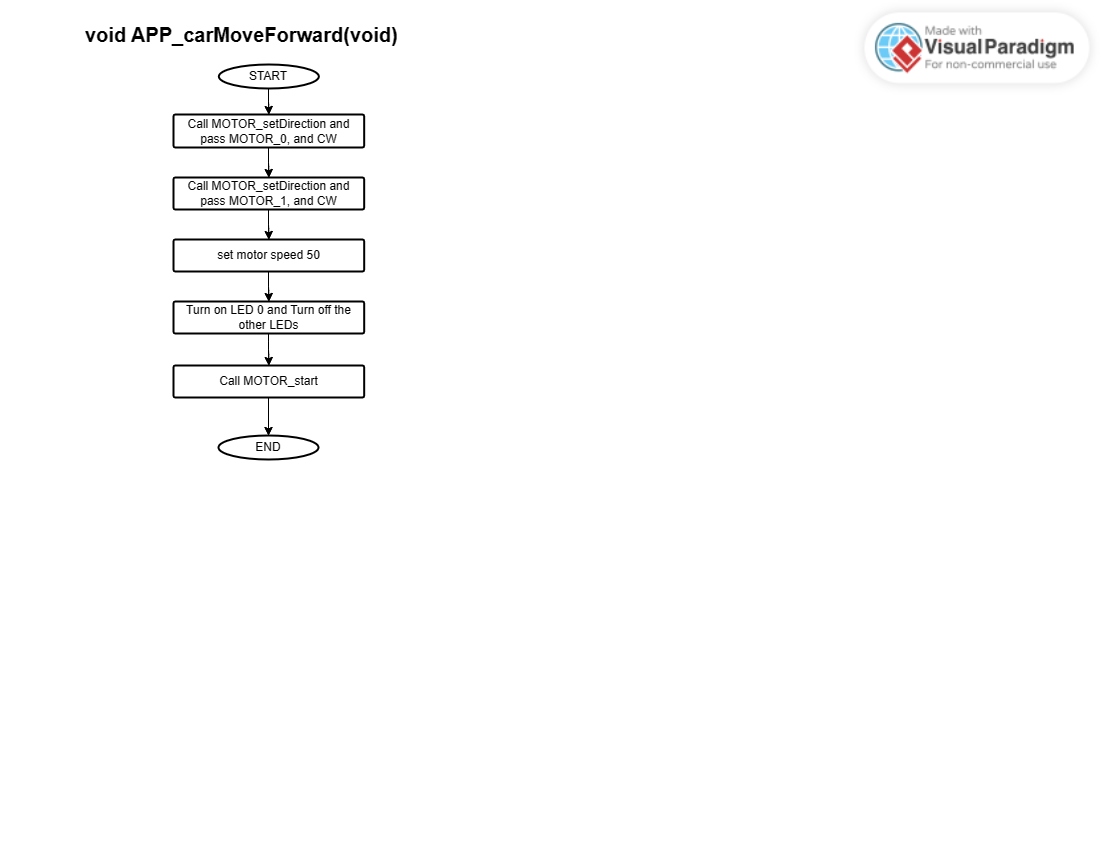 void APP_carMoveForward(void)
Made with
Visual Paradigm
For non-commercial use
START
Call MOTOR_setDirection and
pass MOTOR_0, and CW
Call MOTOR_setDirection and
pass MOTOR_1, and CW
set motor speed 50
Turn on LED 0 and Turn off the
other LEDs
Call MOTOR_start
END